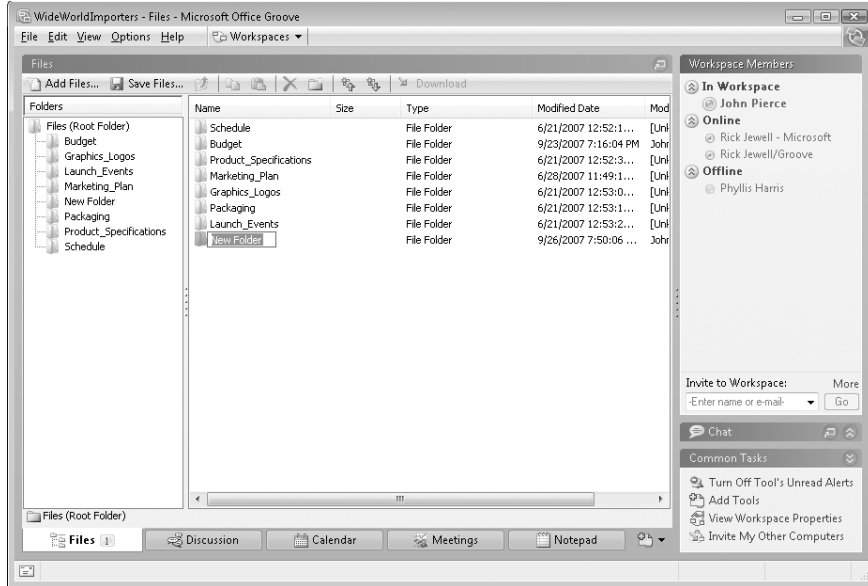 WideWorldImporters - Files - Microsoft Office Groove
File Edit View Options Help Workspaces
Files
Add Files... Save Files... Download
Folders
Files (Root Folder)
Budget
Graphics_Logos
Launch_Events
Marketing_Plan
New Folder
Packaging
Product_Specifications
Schedule
Name Size Type Modified Date Mod
Schedule File Folder 6/21/2007 12:52:1... [Unk
Budget File Folder 9/23/2007 7:16:04 PM John
Product_Specifications File Folder 6/21/2007 12:52:3... [Unk
Marketing_Plan File Folder 6/28/2007 11:49:1... [Unk
Graphics_Logos File Folder 6/21/2007 12:53:0... [Unk
Packaging File Folder 6/21/2007 12:53:1... [Unk
Launch_Events File Folder 6/21/2007 12:53:2... [Unk
New Folder File Folder 9/26/2007 7:50:06 ... John
Files (Root Folder)
Files 1 Discussion Calendar Meetings Notepad
Workspace Members
In Workspace
John Pierce
Online
Rick Jewell - Microsoft
Rick Jewell/Groove
Offline
Phyllis Harris
Invite to Workspace: More
-Enter name or e-mail- Go
Chat
Common Tasks
Turn Off Tool's Unread Alerts
Add Tools
View Workspace Properties
Invite My Other Computers